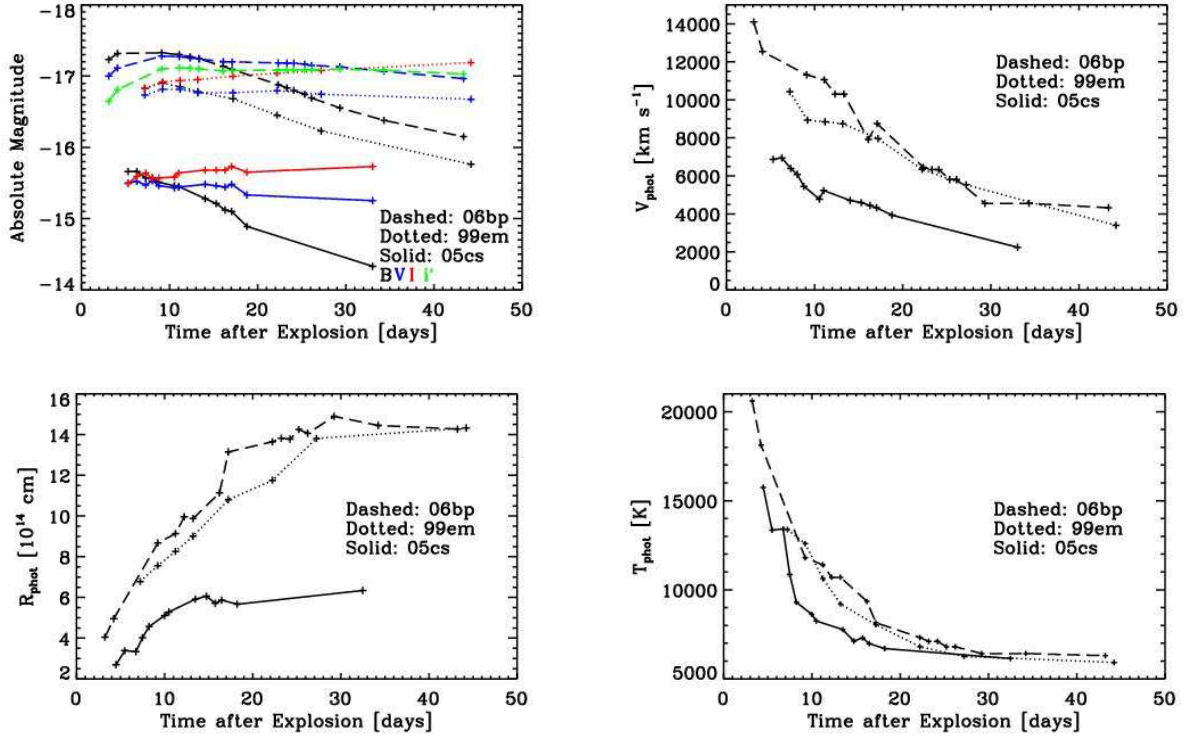 -18
-17
-16
-15
-14
Absolute Magnitude
Dashed: 06bp
Dotted: 99em
Solid: 05cs
BVI i'
0 10 20 30 40 50
Time after Explosion [days]
14000
12000
10000
8000
6000
4000
2000
0
V_phot [km s⁻¹]
Dashed: 06bp
Dotted: 99em
Solid: 05cs
0 10 20 30 40 50
Time after Explosion [days]
16
14
12
10
8
6
4
2
R_phot [10¹⁴ cm]
Dashed: 06bp
Dotted: 99em
Solid: 05cs
0 10 20 30 40 50
Time after Explosion [days]
20000
15000
10000
5000
T_phot [K]
Dashed: 06bp
Dotted: 99em
Solid: 05cs
0 10 20 30 40 50
Time after Explosion [days]